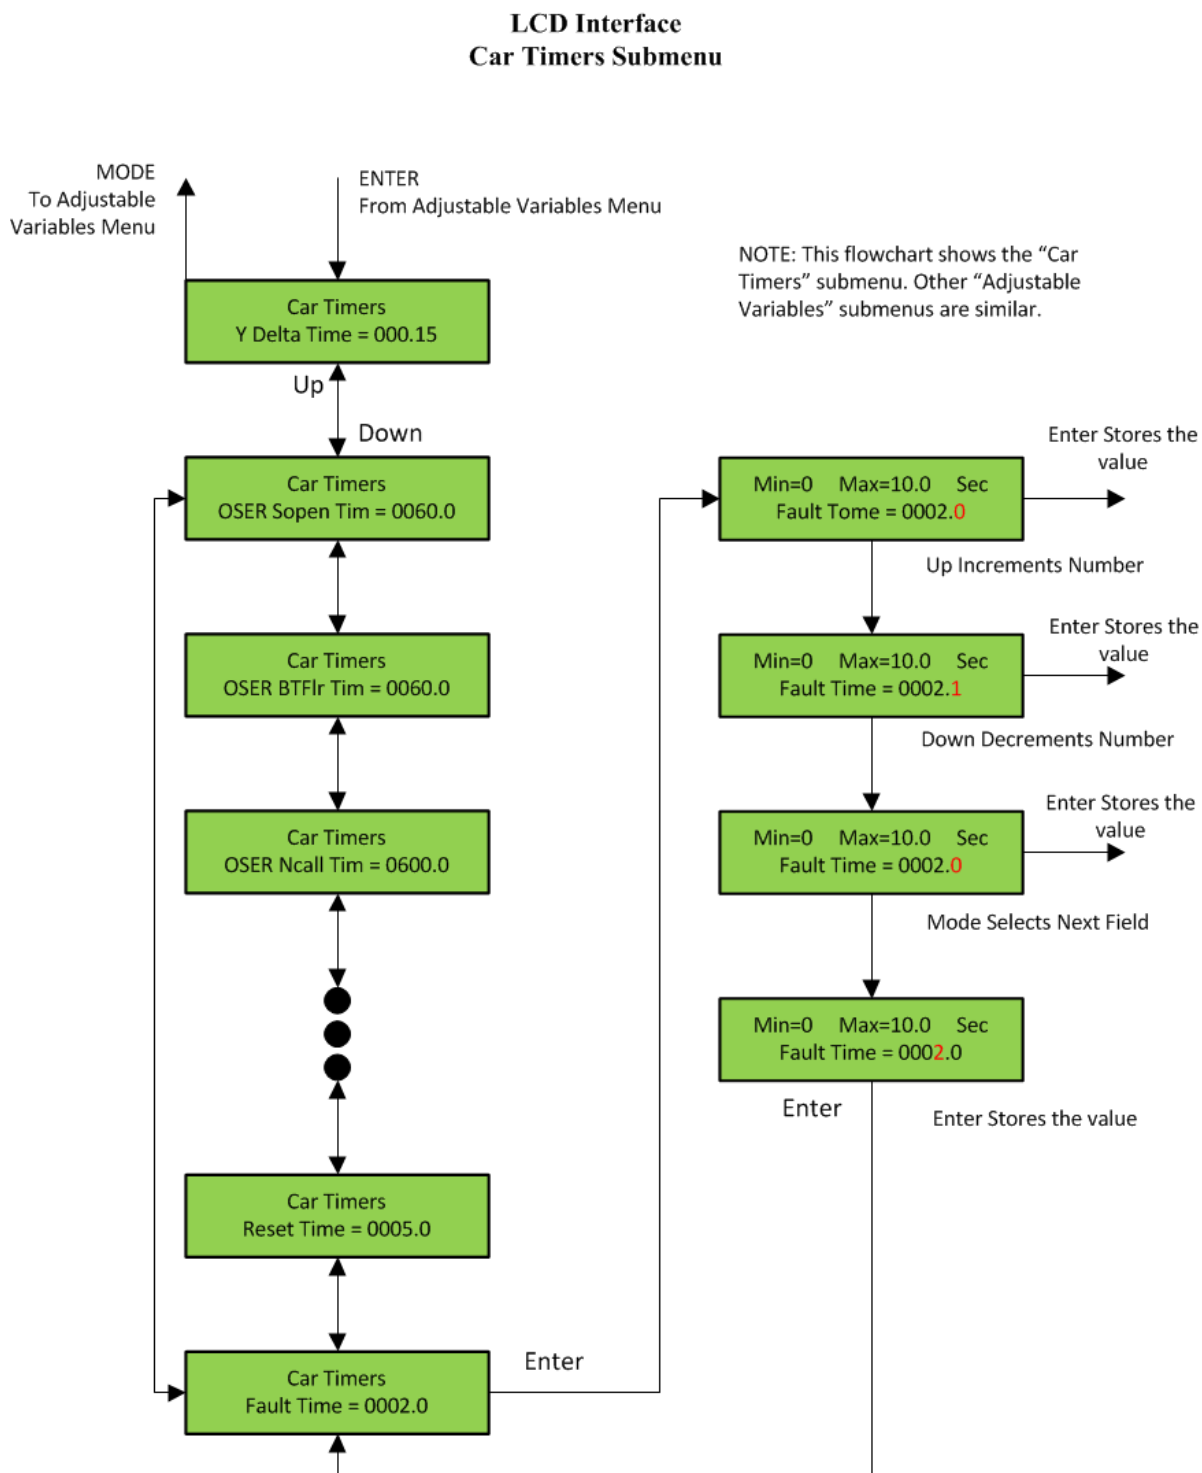 LCD Interface
Car Timers Submenu
MODE
To Adjustable
Variables Menu
ENTER
From Adjustable Variables Menu
NOTE: This flowchart shows the “Car
Timers” submenu. Other “Adjustable
Variables” submenus are similar.
Car Timers
Y Delta Time = 000.15
Up
Down
Car Timers
OSER Sopen Tim = 0060.0
Car Timers
OSER BTFlr Tim = 0060.0
Car Timers
OSER Ncall Tim = 0600.0
Car Timers
Reset Time = 0005.0
Car Timers
Fault Time = 0002.0
Enter
Min=0 Max=10.0 Sec
Fault Tome = 0002.0
Enter Stores the
value
Up Increments Number
Min=0 Max=10.0 Sec
Fault Time = 0002.1
Enter Stores the
value
Down Decrements Number
Min=0 Max=10.0 Sec
Fault Time = 0002.0
Enter Stores the
value
Mode Selects Next Field
Min=0 Max=10.0 Sec
Fault Time = 0002.0
Enter
Enter Stores the value